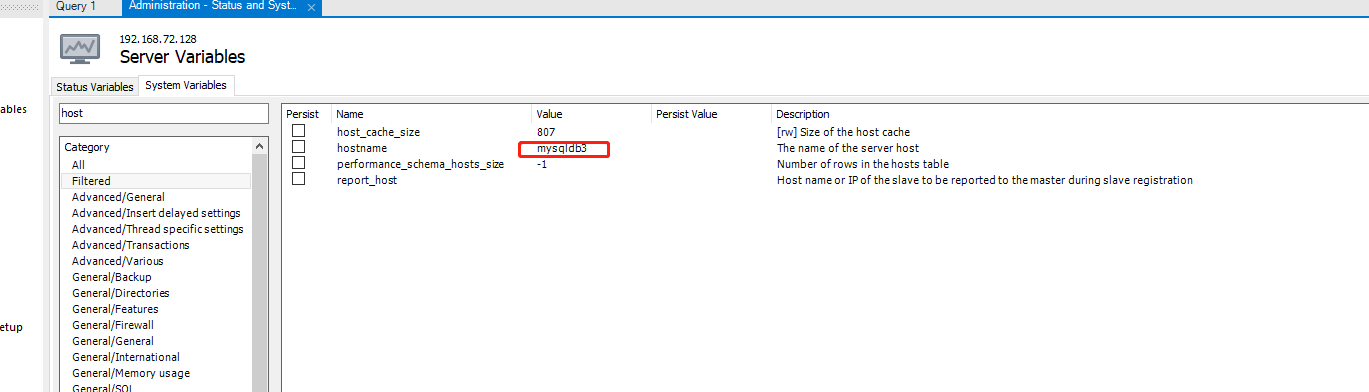 Query 1
Administration - Status and Syst...
192.168.72.128
Server Variables
Status Variables
System Variables
ables
etup
host
Category
All
Filtered
Advanced/General
Advanced/Insert delayed settings
Advanced/Thread specific settings
Advanced/Transactions
Advanced/Various
General/Backup
General/Directories
General/Features
General/Firewall
General/General
General/International
General/Memory usage
General/SQL
Persist Name Value Persist Value Description
host_cache_size 807 [rw] Size of the host cache
hostname mysqldb3 The name of the server host
performance_schema_hosts_size -1 Number of rows in the hosts table
report_host Host name or IP of the slave to be reported to the master during slave registration